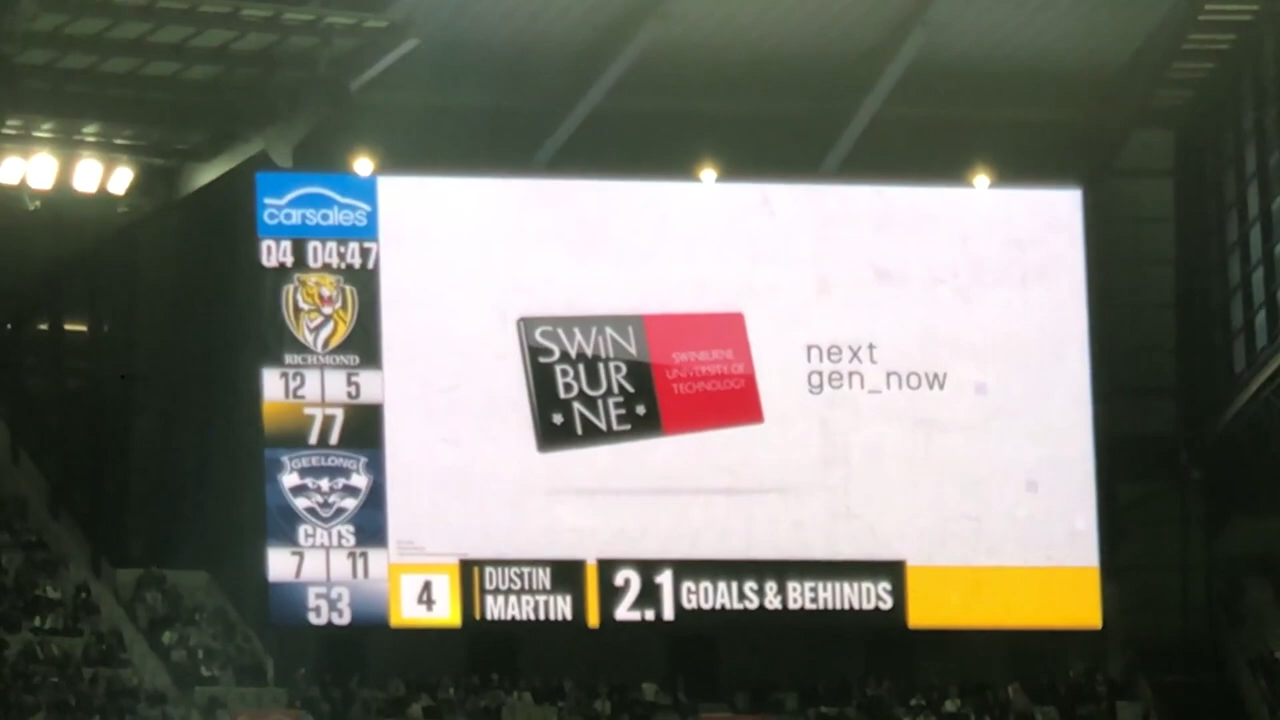 carsales
Q4 04:47
RICHMOND
12 5
77
GEELONG
CATS
7 11
53
SWiN
BUR
NE
SWINBURNE
UNIVERSITY OF
TECHNOLOGY
next
gen_now
4
DUSTIN
MARTIN
2.1 GOALS & BEHINDS